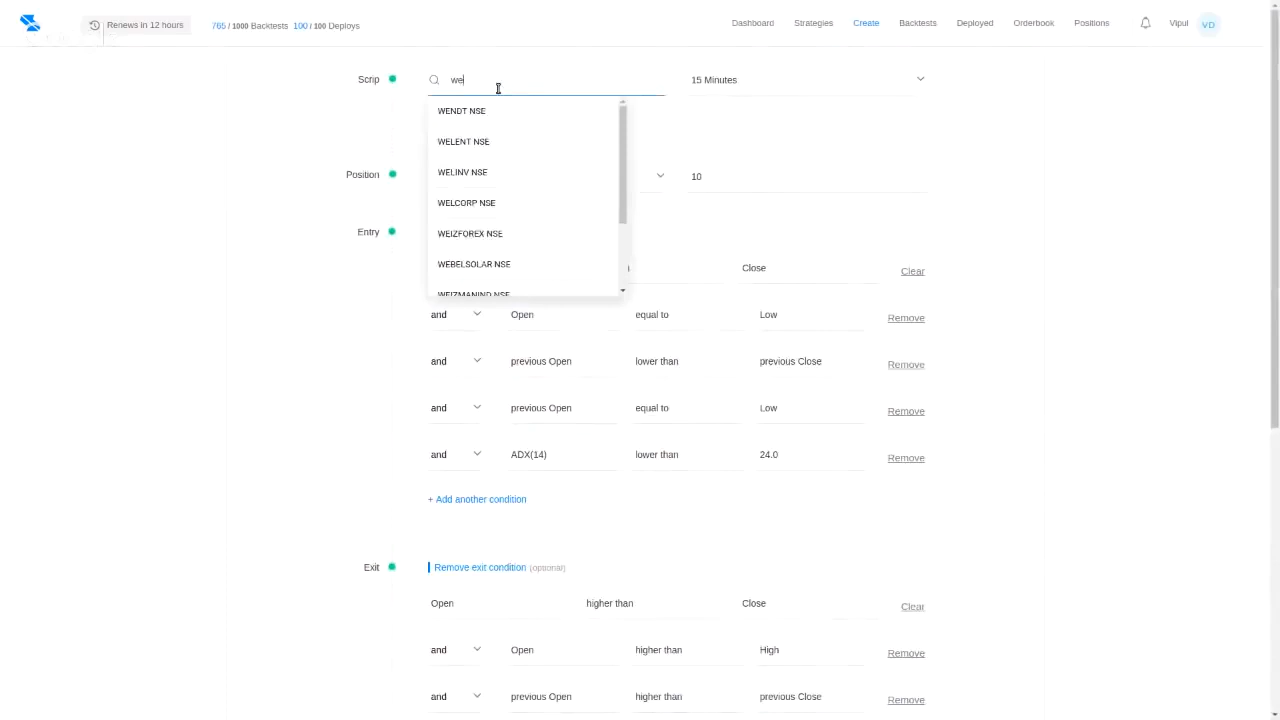 Renews in 12 hours
765 / 1000 Backtests 100 / 100 Deploys
Dashboard Strategies Create Backtests Deployed Orderbook Positions Vipul VD
Scrip we 15 Minutes
WENDT NSE
WELENT NSE
WELINV NSE
Position 10
WELCORP NSE
Entry WEIZFOREX NSE
WEBELSOLAR NSE Close Clear
WEIZMANIND NSE
and Open equal to Low Remove
and previous Open lower than previous Close Remove
and previous Open equal to Low Remove
and ADX(14) lower than 24.0 Remove
+ Add another condition
Exit Remove exit condition (optional)
Open higher than Close Clear
and Open higher than High Remove
and previous Open higher than previous Close Remove